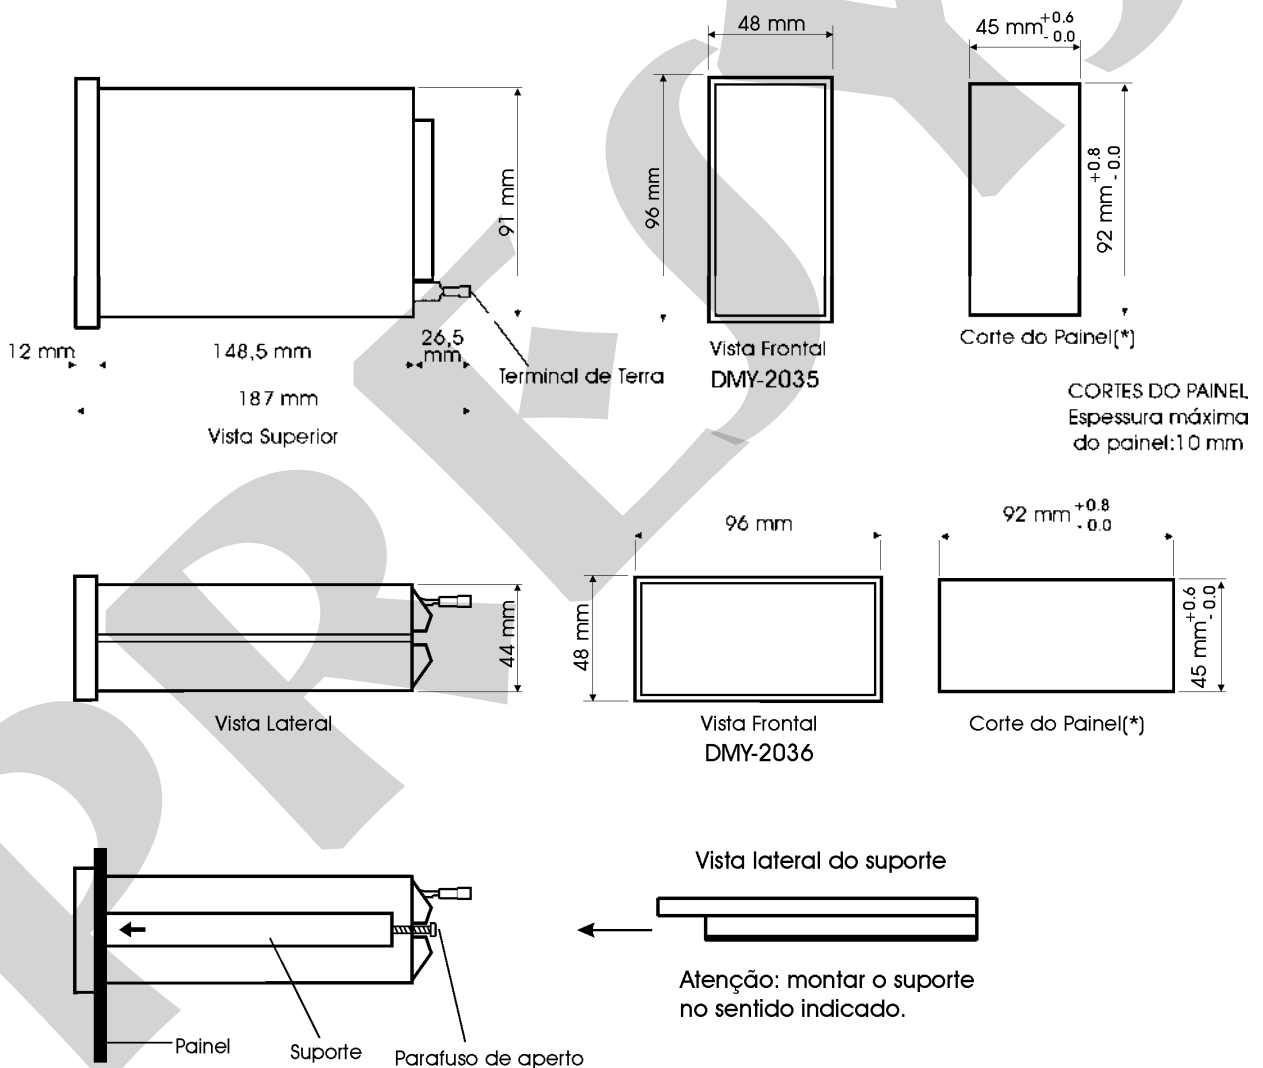 48 mm
45 mm +0.6 - 0.0
91 mm
96 mm
92 mm +0.8 - 0.0
12 mm
148,5 mm
26,5 mm
Terminal de Terra
187 mm
Vista Superior
Vista Frontal
DMY-2035
Corte do Painel(*)
CORTES DO PAINEL
Espessura máxima
do painel:10 mm
96 mm
92 mm +0.8 - 0.0
44 mm
48 mm
45 mm +0.6 - 0.0
Vista Lateral
Vista Frontal
DMY-2036
Corte do Painel(*)
Vista lateral do suporte
Atenção: montar o suporte
no sentido indicado.
Painel
Suporte
Parafuso de aperto
PRESYS